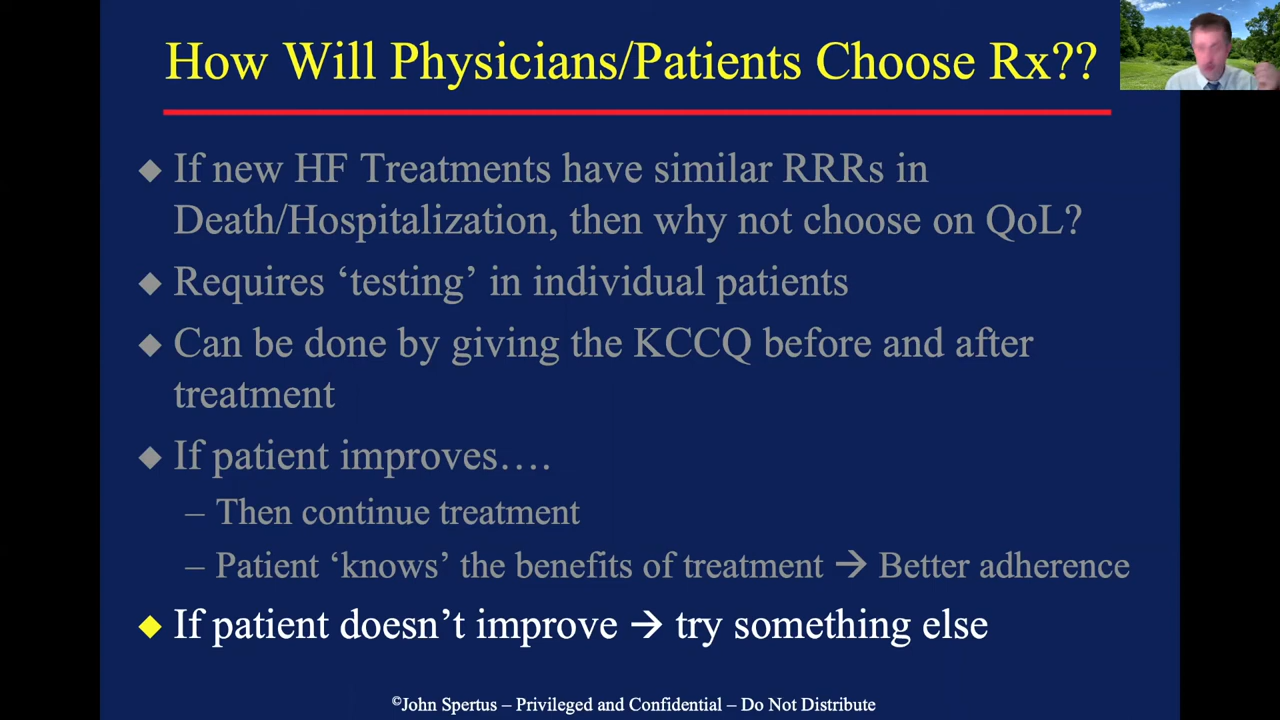 How Will Physicians/Patients Choose Rx??
◆ If new HF Treatments have similar RRRs in
Death/Hospitalization, then why not choose on QoL?
◆ Requires ‘testing’ in individual patients
◆ Can be done by giving the KCCQ before and after
treatment
◆ If patient improves….
– Then continue treatment
– Patient ‘knows’ the benefits of treatment → Better adherence
◆ If patient doesn’t improve → try something else
©John Spertus – Privileged and Confidential – Do Not Distribute